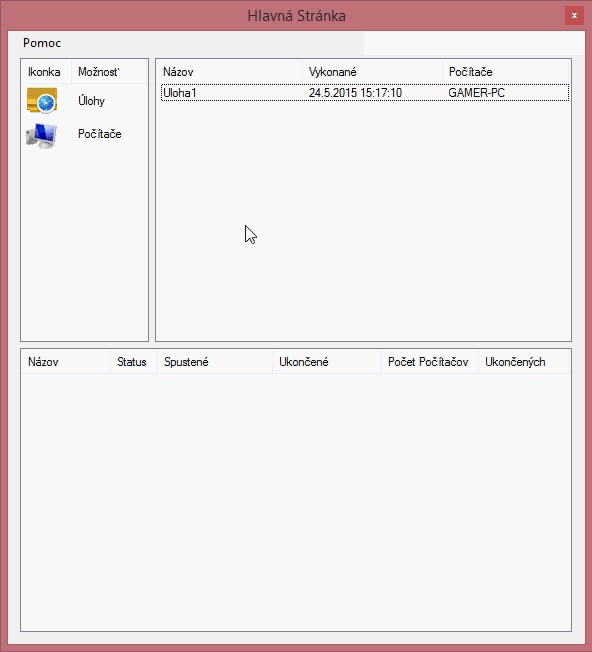 Hlavná Stránka
x
Pomoc
Ikonka Možnosť
Úlohy
Počítače
Názov Vykonané Počítače
Uloha1 24.5.2015 15:17:10 GAMER-PC
Názov Status Spustené Ukončené Počet Počítačov Ukončených